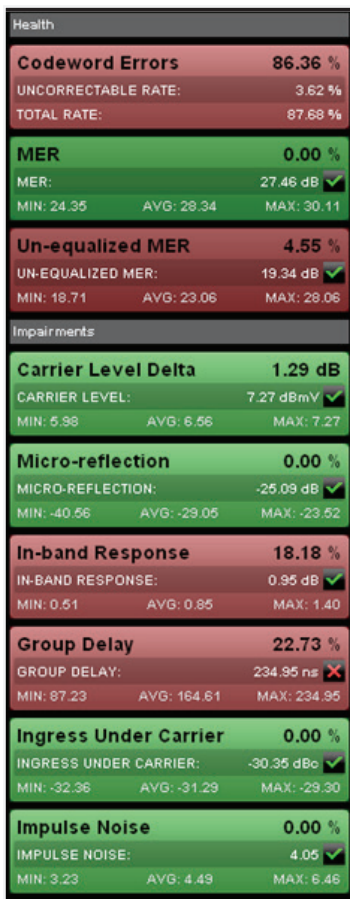 Health
Codeword Errors 86.36 %
UNCORRECTABLE RATE: 3.62 %
TOTAL RATE: 87.68 %
MER 0.00 %
MER: 27.46 dB
MIN: 24.35 AVG: 28.34 MAX: 30.11
Un-equalized MER 4.55 %
UN-EQUALIZED MER: 19.34 dB
MIN: 18.71 AVG: 23.06 MAX: 28.06
Impairments
Carrier Level Delta 1.29 dB
CARRIER LEVEL: 7.27 dBmV
MIN: 5.98 AVG: 6.56 MAX: 7.27
Micro-reflection 0.00 %
MICRO-REFLECTION: -25.09 dB
MIN: -40.56 AVG: -29.05 MAX: -23.52
In-band Response 18.18 %
IN-BAND RESPONSE: 0.95 dB
MIN: 0.51 AVG: 0.85 MAX: 1.40
Group Delay 22.73 %
GROUP DELAY: 234.95 ns
MIN: 87.23 AVG: 164.61 MAX: 234.95
Ingress Under Carrier 0.00 %
INGRESS UNDER CARRIER: -30.35 dBc
MIN: -32.36 AVG: -31.29 MAX: -29.30
Impulse Noise 0.00 %
IMPULSE NOISE: 4.05
MIN: 3.23 AVG: 4.49 MAX: 6.46